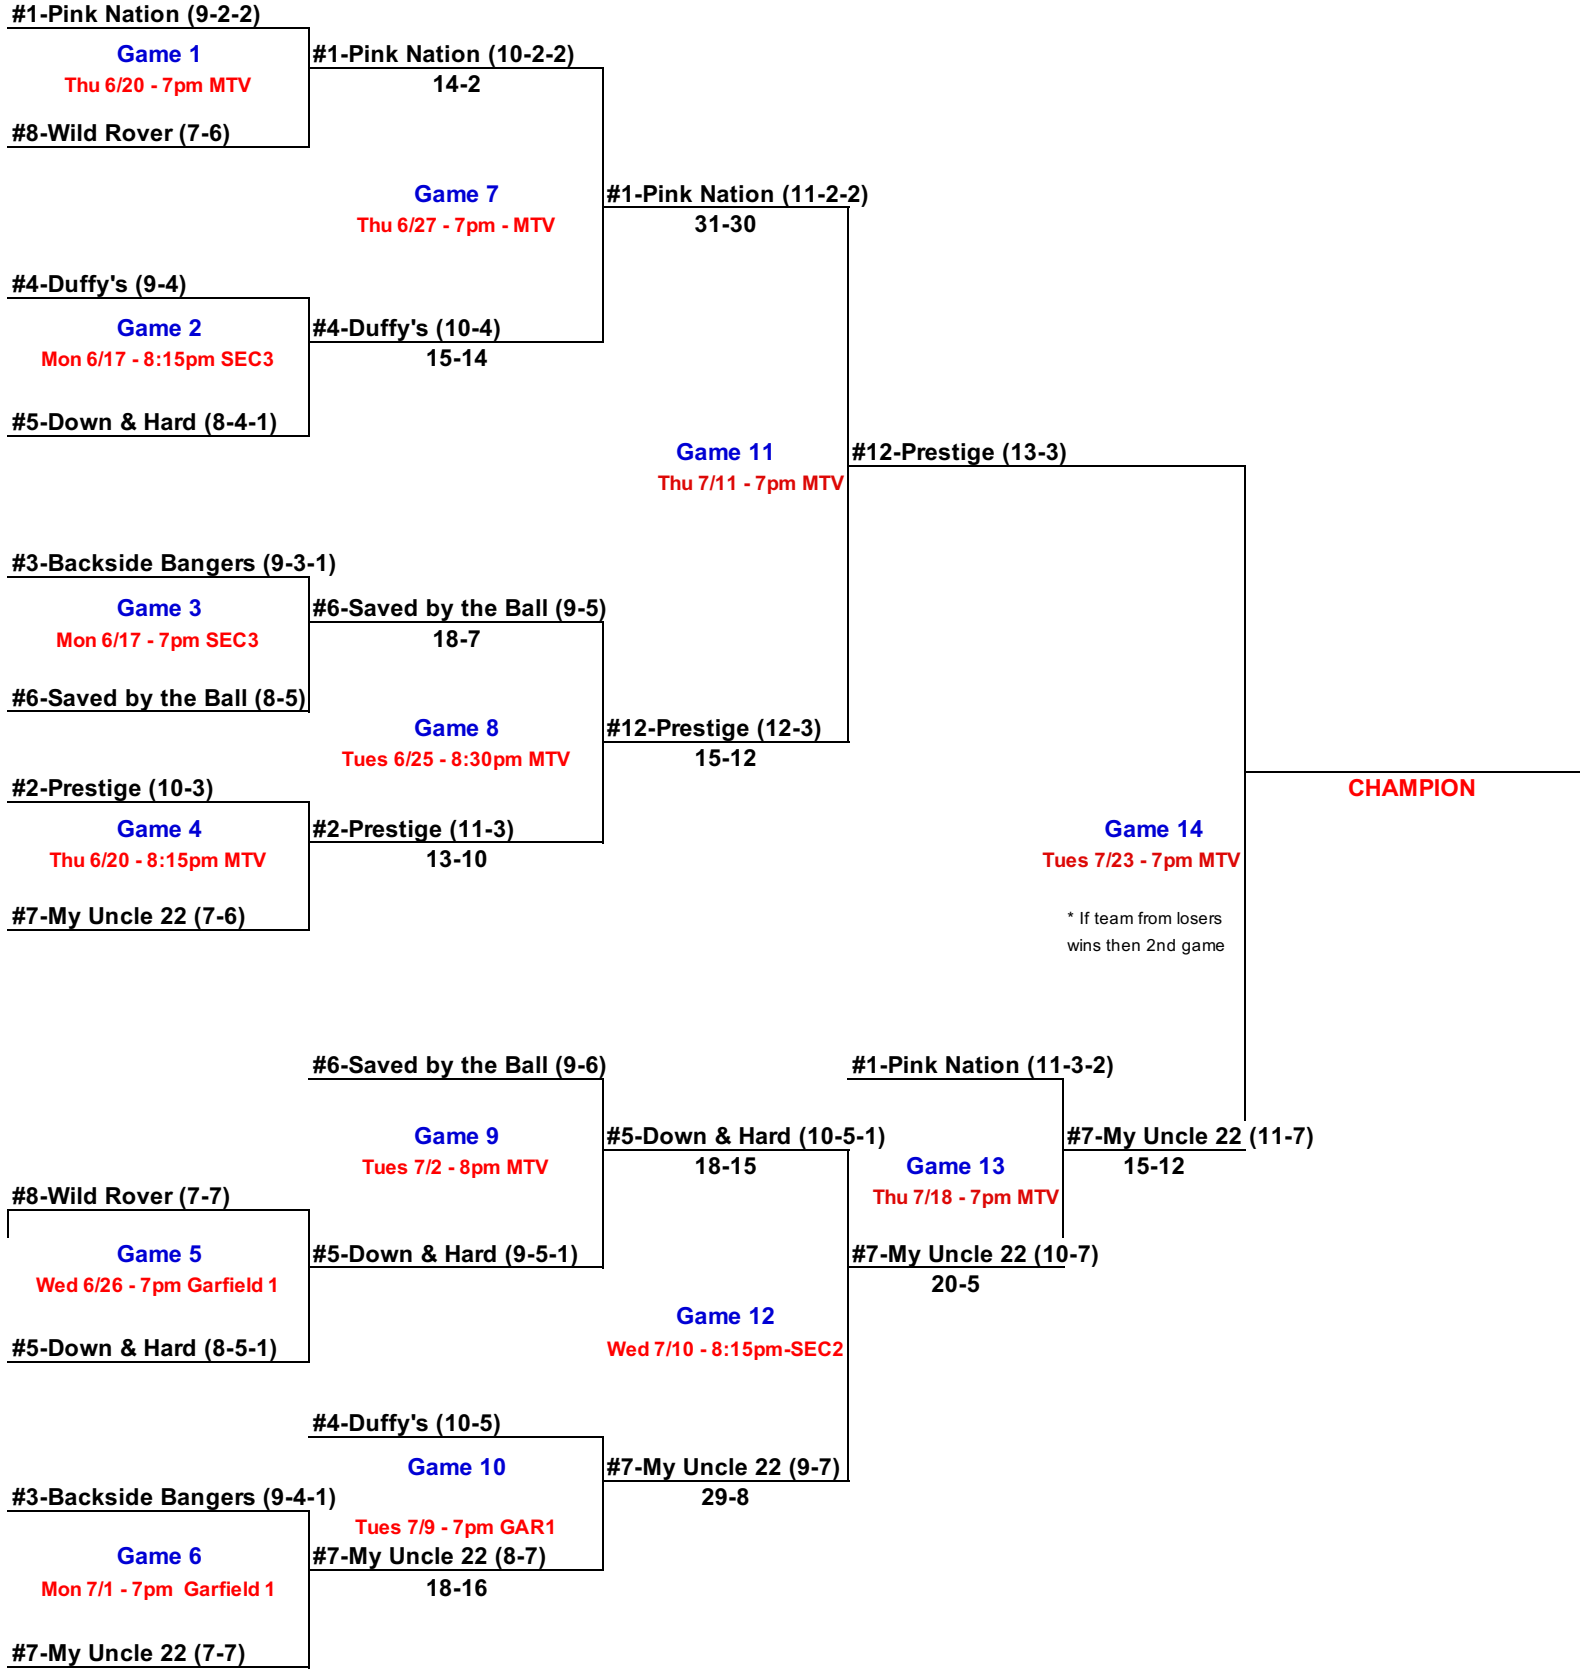 #1-Pink Nation (9-2-2)
Game 1
Thu 6/20 - 7pm MTV
#8-Wild Rover (7-6)
#1-Pink Nation (10-2-2)
14-2
Game 7
Thu 6/27 - 7pm - MTV
#1-Pink Nation (11-2-2)
31-30
#4-Duffy's (9-4)
Game 2
Mon 6/17 - 8:15pm SEC3
#5-Down & Hard (8-4-1)
#4-Duffy's (10-4)
15-14
Game 11
Thu 7/11 - 7pm MTV
#12-Prestige (13-3)
#3-Backside Bangers (9-3-1)
Game 3
Mon 6/17 - 7pm SEC3
#6-Saved by the Ball (8-5)
#6-Saved by the Ball (9-5)
18-7
Game 8
Tues 6/25 - 8:30pm MTV
#12-Prestige (12-3)
15-12
#2-Prestige (10-3)
Game 4
Thu 6/20 - 8:15pm MTV
#7-My Uncle 22 (7-6)
#2-Prestige (11-3)
13-10
CHAMPION
Game 14
Tues 7/23 - 7pm MTV
* If team from losers
wins then 2nd game
#6-Saved by the Ball (9-6)
Game 9
Tues 7/2 - 8pm MTV
#5-Down & Hard (10-5-1)
18-15
#1-Pink Nation (11-3-2)
Game 13
Thu 7/18 - 7pm MTV
#7-My Uncle 22 (11-7)
15-12
#8-Wild Rover (7-7)
Game 5
Wed 6/26 - 7pm Garfield 1
#5-Down & Hard (8-5-1)
#5-Down & Hard (9-5-1)
#7-My Uncle 22 (10-7)
20-5
Game 12
Wed 7/10 - 8:15pm-SEC2
#4-Duffy's (10-5)
Game 10
Tues 7/9 - 7pm GAR1
#7-My Uncle 22 (9-7)
29-8
#3-Backside Bangers (9-4-1)
Game 6
Mon 7/1 - 7pm  Garfield 1
#7-My Uncle 22 (7-7)
#7-My Uncle 22 (8-7)
18-16